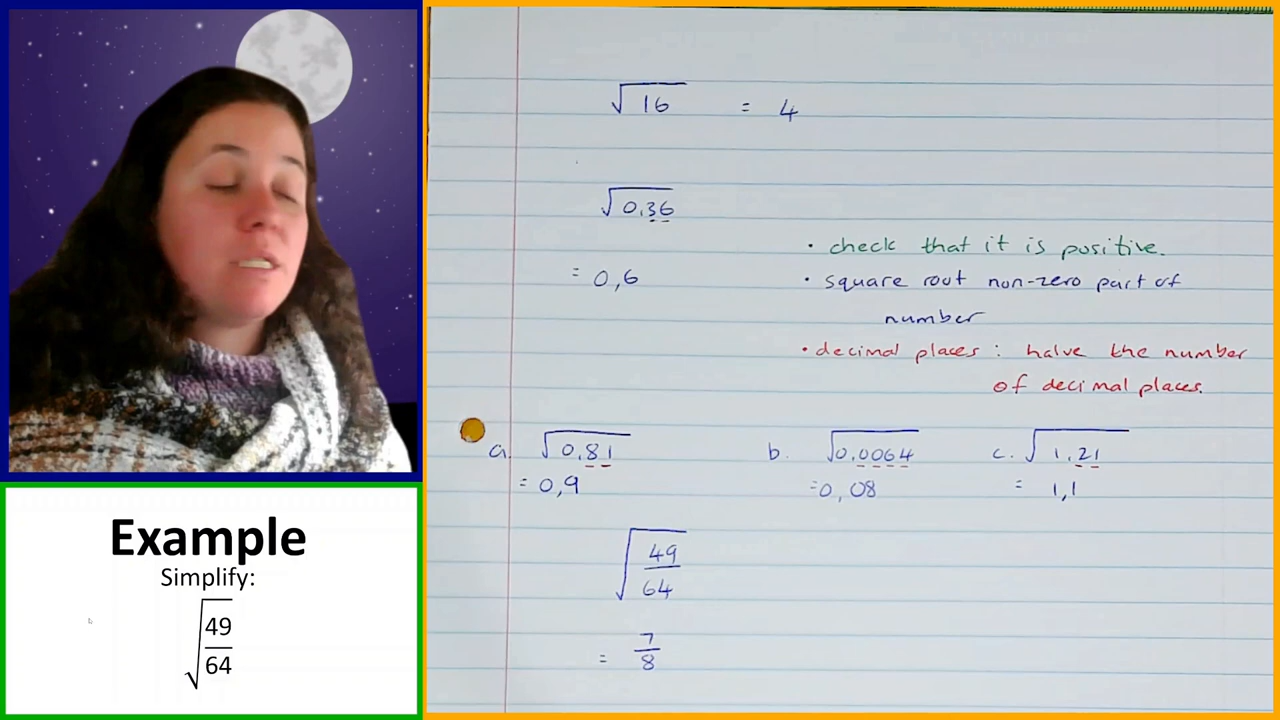 √16 = 4
√0,36
= 0,6
• check that it is positive.
• square root non-zero part of
number
• decimal places : halve the number
of decimal places.
a. √0,81
= 0,9
b. √0,0064
= 0,08
c. √1,21
= 1,1
√49/64
= 7/8
Example
Simplify:
√49/64